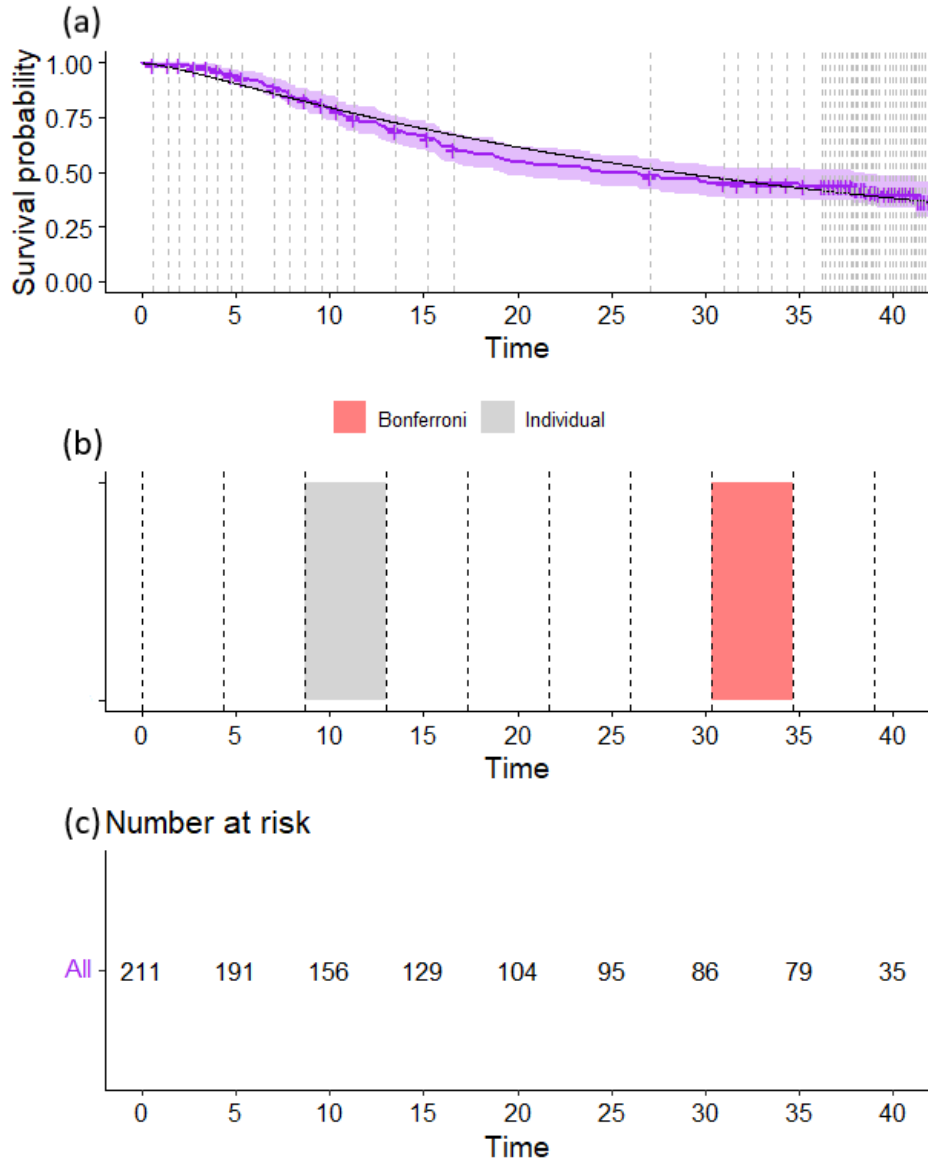 (a)
Survival probability
1.00
0.75
0.50
0.25
0.00
0 5 10 15 20 25 30 35 40
Time
Bonferroni Individual
(b)
0 5 10 15 20 25 30 35 40
Time
(c) Number at risk
All 211 191 156 129 104 95 86 79 35
0 5 10 15 20 25 30 35 40
Time